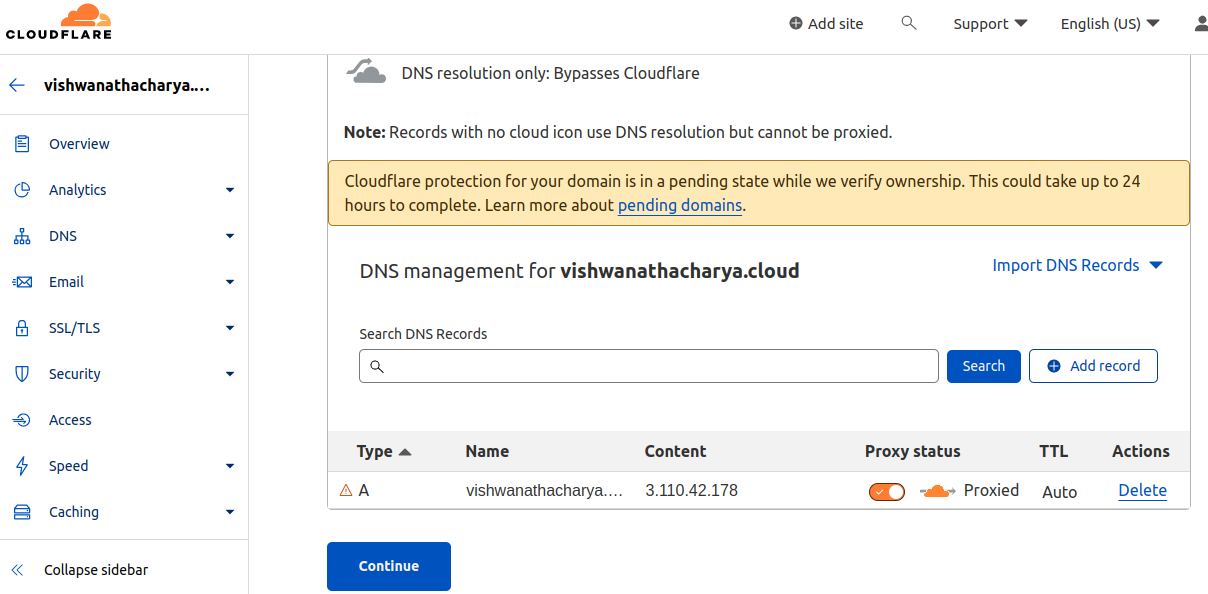 CLOUDFLARE
Add site
Support
English (US)
vishwanathacharya....
Overview
Analytics
DNS
Email
SSL/TLS
Security
Access
Speed
Caching
Collapse sidebar
DNS resolution only: Bypasses Cloudflare
Note: Records with no cloud icon use DNS resolution but cannot be proxied.
Cloudflare protection for your domain is in a pending state while we verify ownership. This could take up to 24
hours to complete. Learn more about pending domains.
DNS management for vishwanathacharya.cloud
Import DNS Records
Search DNS Records
Search
Add record
Type Name Content Proxy status TTL Actions
A vishwanathacharya.... 3.110.42.178 Proxied Auto Delete
Continue